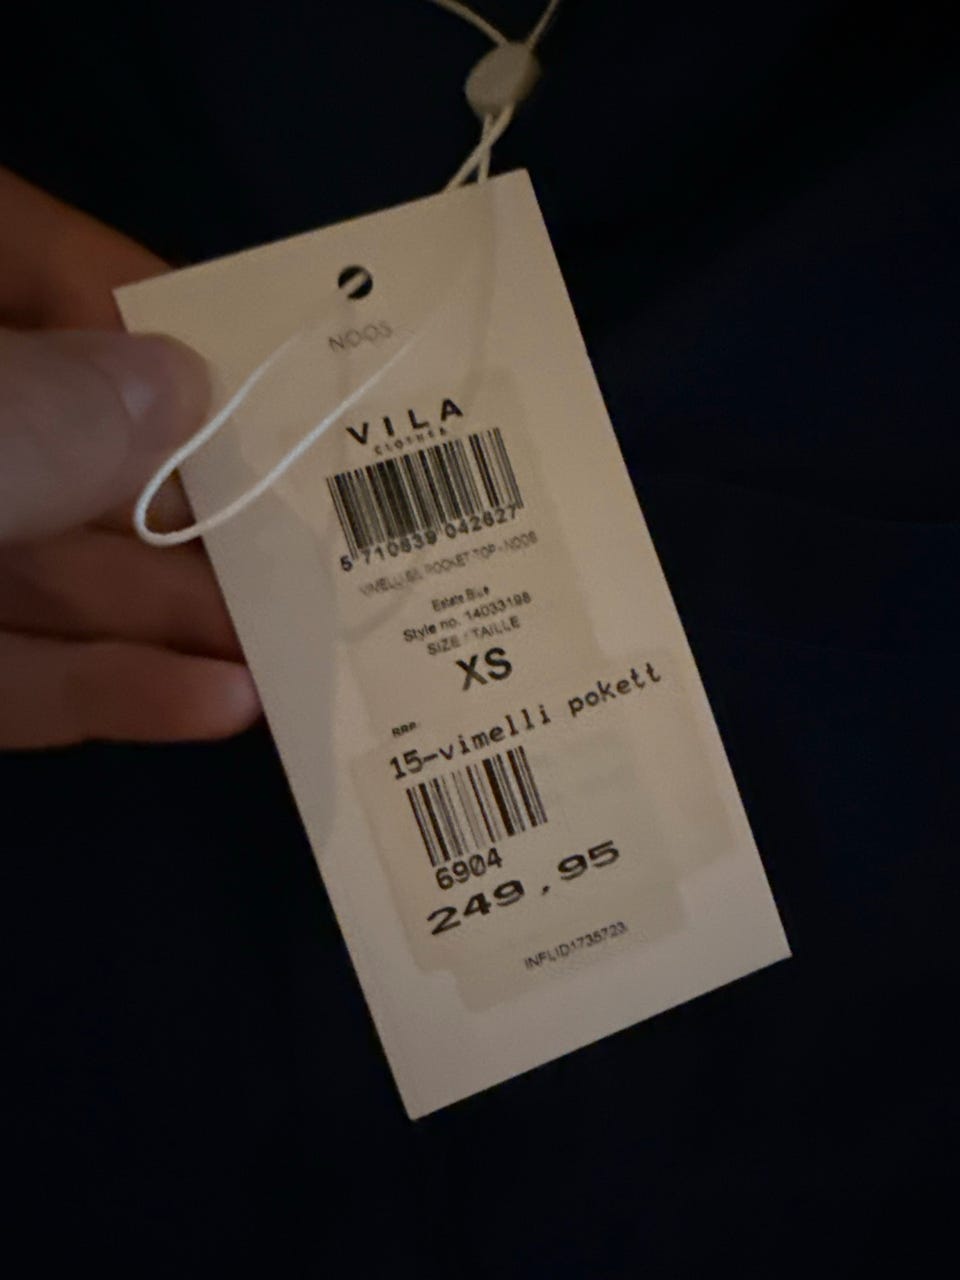 NOOS
VILA
CLOTHES
5 710839 042627
VIMELLI S/L POCKET TOP - NOOS
Estate Blue
Style no. 14033198
SIZE / TAILLE
XS
RRP
15-vimelli pokett
6904
249.95
INFLID1735723